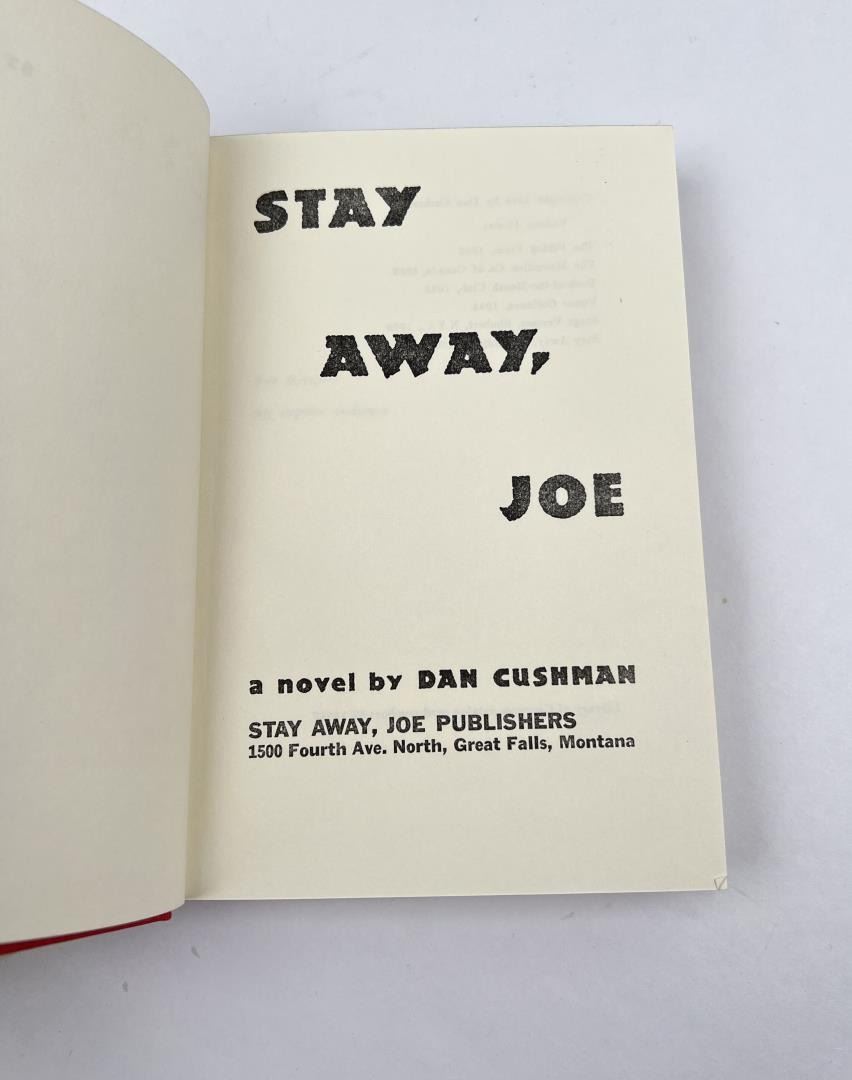 STAY
AWAY,
JOE
a novel by DAN CUSHMAN
STAY AWAY, JOE PUBLISHERS
1500 Fourth Ave. North, Great Falls, Montana